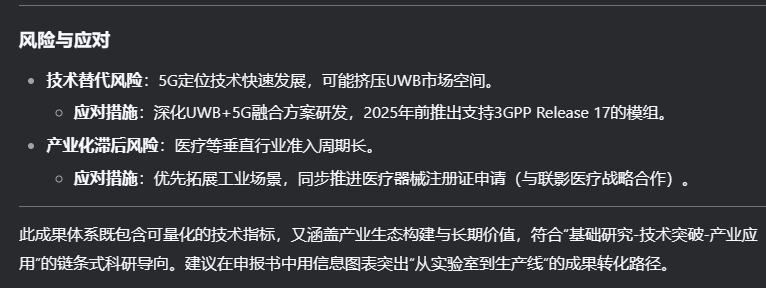 风险与应对
技术替代风险：5G定位技术快速发展，可能挤压UWB市场空间。
应对措施：深化UWB+5G融合方案研发，2025年前推出支持3GPP Release 17的模组。
产业化滞后风险：医疗等垂直行业准入周期长。
应对措施：优先拓展工业场景，同步推进医疗器械注册证申请（与联影医疗战略合作）。
此成果体系既包含可量化的技术指标，又涵盖产业生态构建与长期价值，符合“基础研究-技术突破-产业应
用”的链条式科研导向。建议在申报书中用信息图表突出“从实验室到生产线”的成果转化路径。